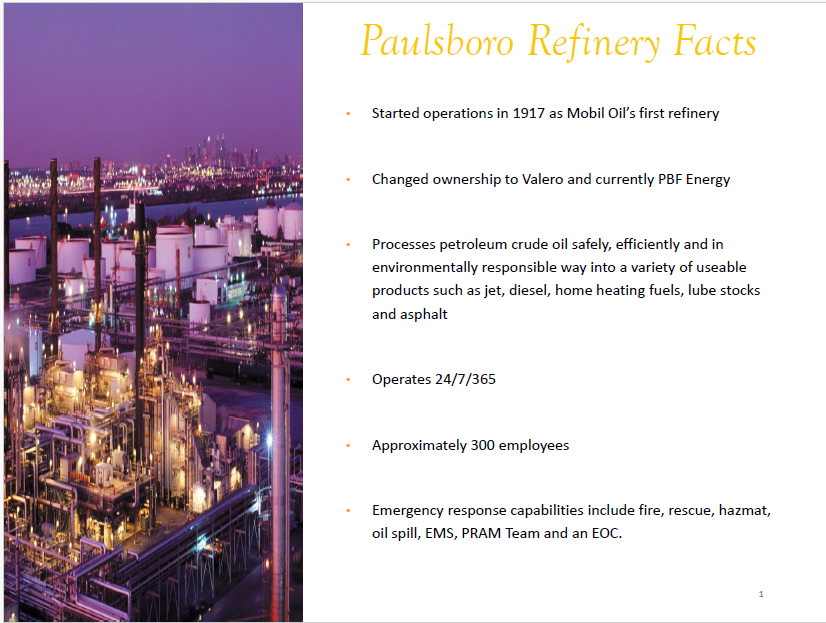 Paulsboro Refinery Facts
Started operations in 1917 as Mobil Oil’s first refinery
Changed ownership to Valero and currently PBF Energy
Processes petroleum crude oil safely, efficiently and in
environmentally responsible way into a variety of useable
products such as jet, diesel, home heating fuels, lube stocks
and asphalt
Operates 24/7/365
Approximately 300 employees
Emergency response capabilities include fire, rescue, hazmat,
oil spill, EMS, PRAM Team and an EOC.
1